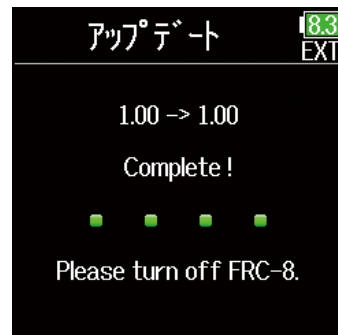 アップデート
8.3
EXT
1.00 -> 1.00
Complete!
Please turn off FRC-8.